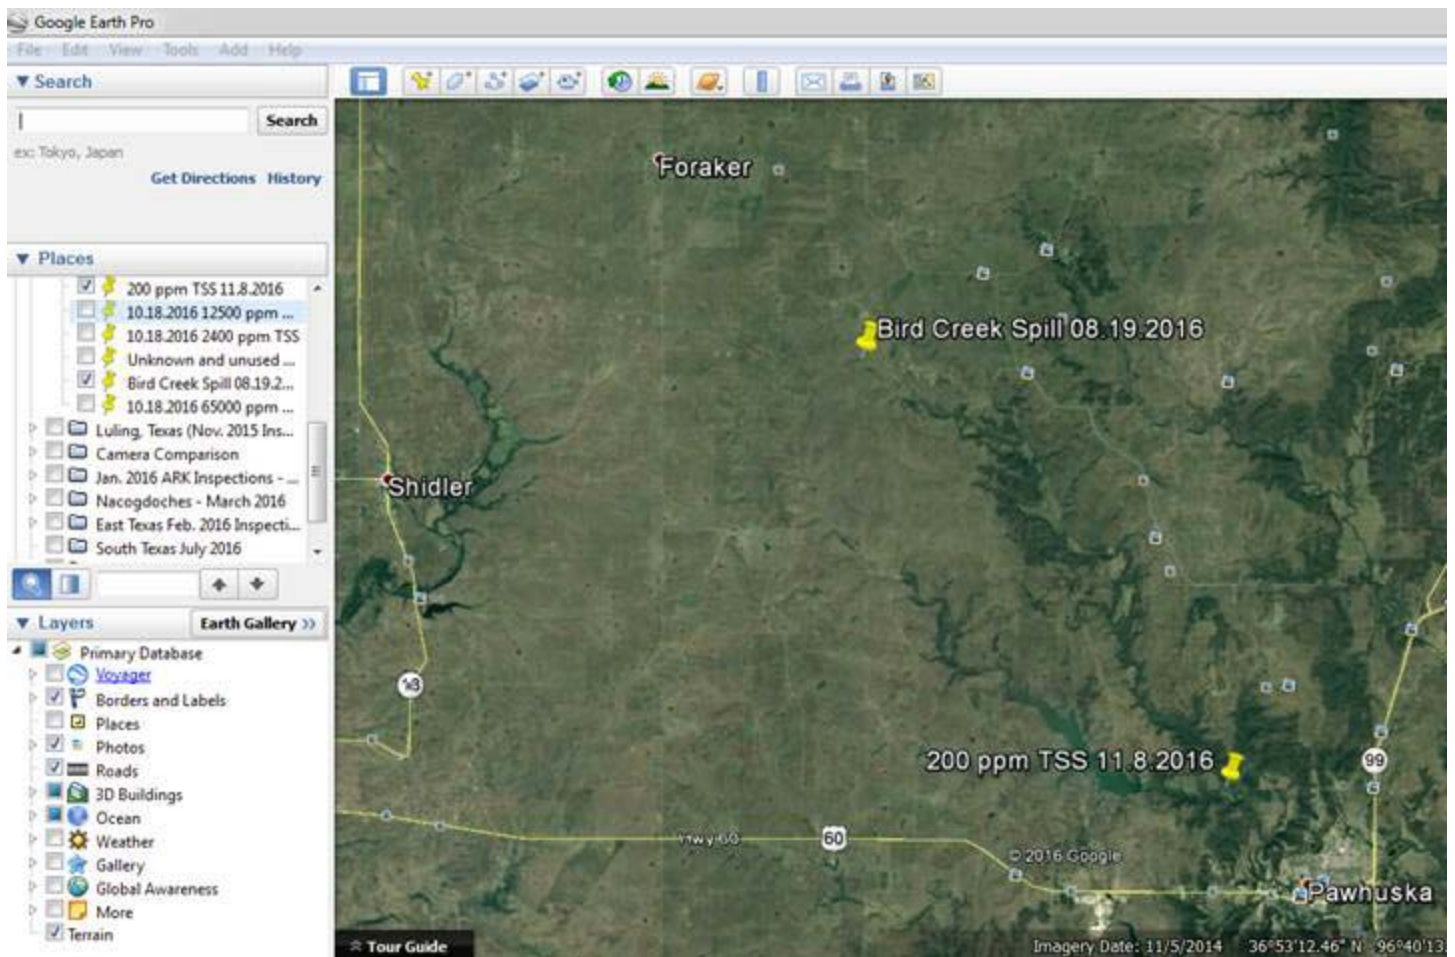 Google Earth Pro
File Edit View Tools Add Help
Search
Search
ex: Tokyo, Japan
Get Directions History
Places
200 ppm TSS 11.8.2016
10.18.2016 12500 ppm ...
10.18.2016 2400 ppm TSS
Unknown and unused ...
Bird Creek Spill 08.19.2...
10.18.2016 65000 ppm ...
Luling, Texas (Nov. 2015 Ins...
Camera Comparison
Jan. 2016 ARK Inspections - ...
Nacogdoches - March 2016
East Texas Feb. 2016 Inspecti...
South Texas July 2016
Layers
Earth Gallery >>
Primary Database
Voyager
Borders and Labels
Places
Photos
Roads
3D Buildings
Ocean
Weather
Gallery
Global Awareness
More
Terrain
Foraker
Bird Creek Spill 08.19.2016
Shidler
200 ppm TSS 11.8.2016
99
Hwy 60
60
© 2016 Google
Pawhuska
Tour Guide
Imagery Date: 11/5/2014 36°53'12.46" N 96°40'13.